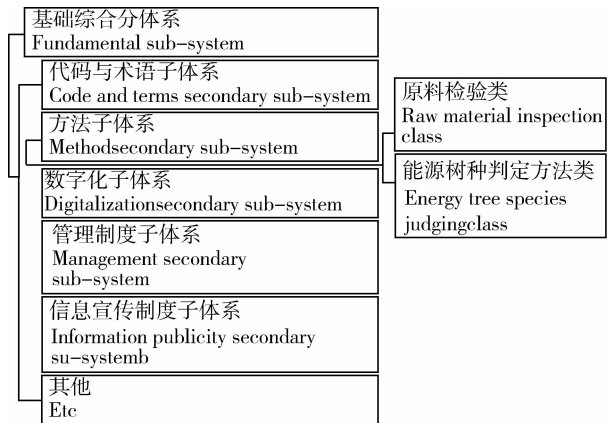 基础综合分体系
Fundamental sub-system
代码与术语子体系
Code and terms secondary sub-system
方法子体系
Methodsecondary sub-system
数字化子体系
Digitalizationsecondary sub-system
管理制度子体系
Management secondary
sub-system
信息宣传制度子体系
Information publicity secondary
su-systemb
其他
Etc
原料检验类
Raw material inspection
class
能源树种判定方法类
Energy tree species
judgingclass